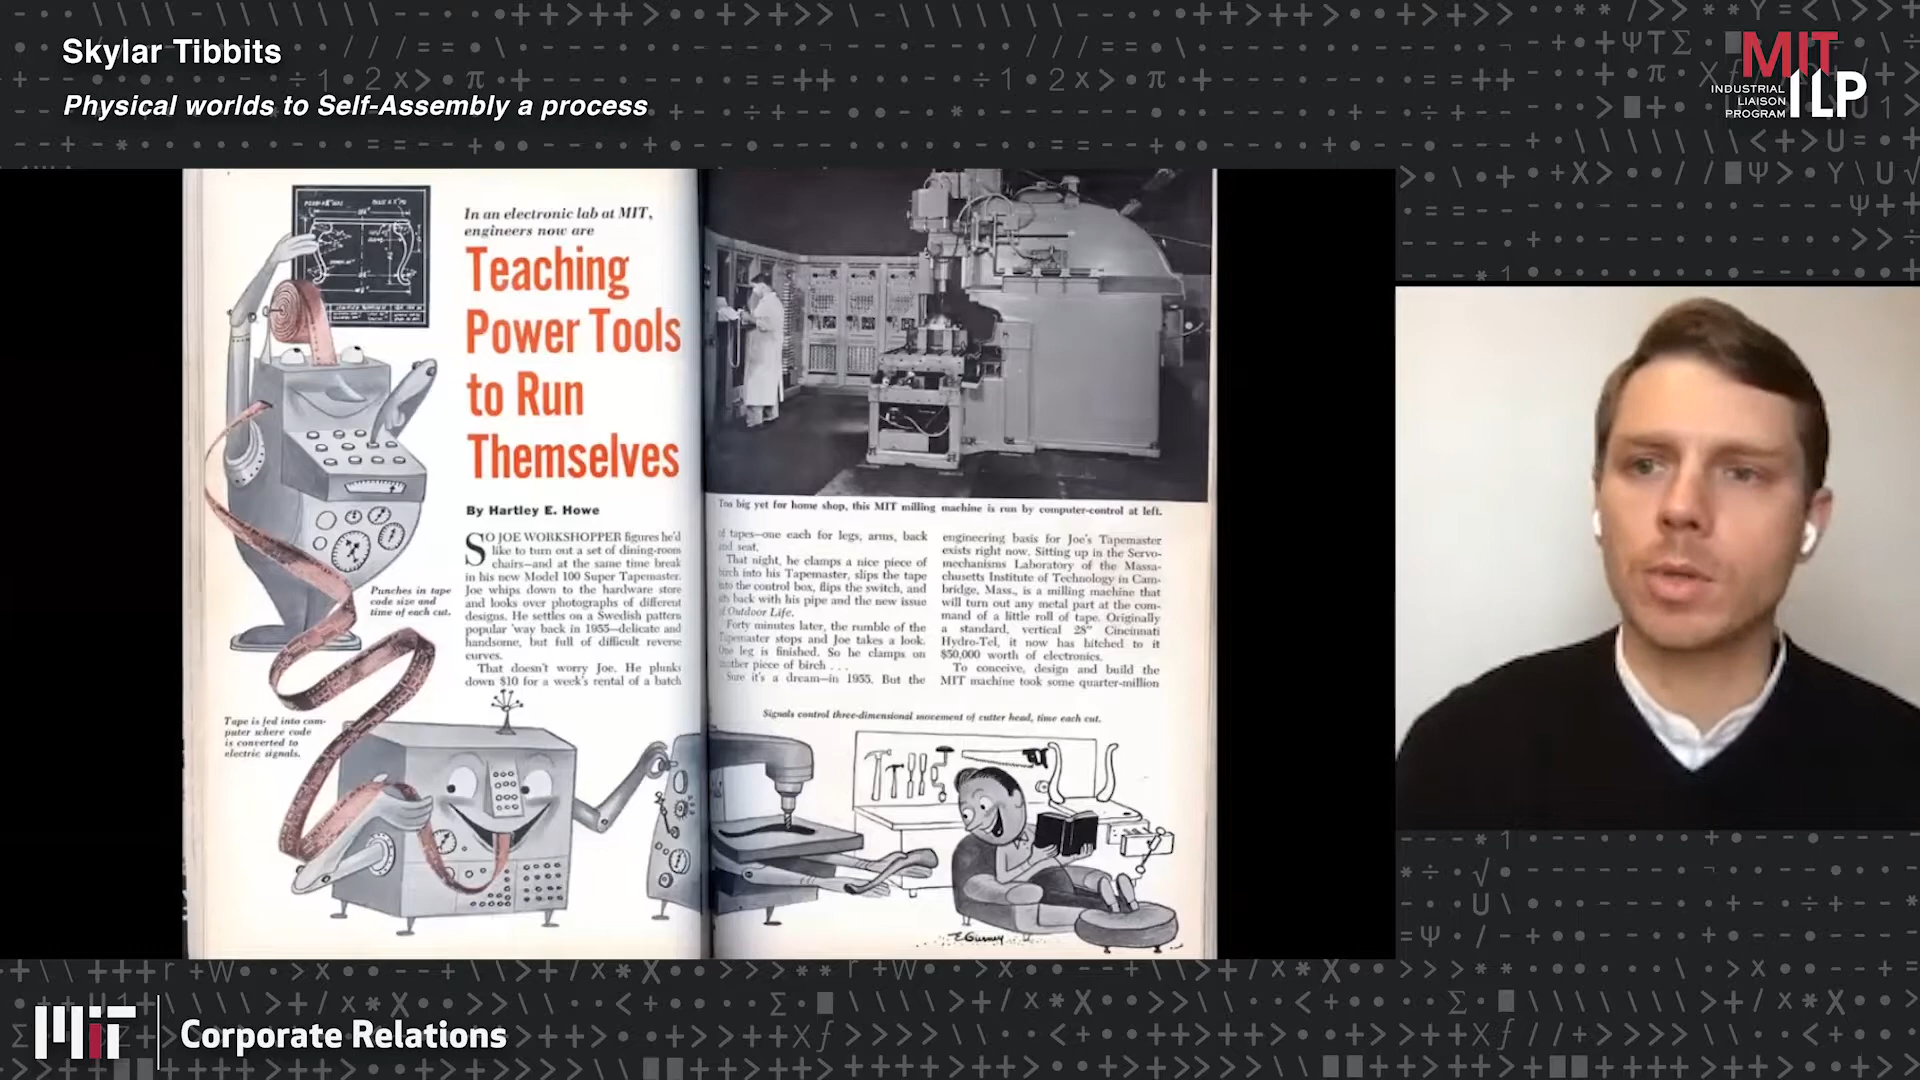 Skylar Tibbits
Physical worlds to Self-Assembly a process
MIT
ILP
INDUSTRIAL
LIAISON
PROGRAM
In an electronic lab at MIT,
engineers now are
Teaching
Power Tools
to Run
Themselves
By Hartley E. Howe
SO JOE WORKSHOPPER figures he'd
like to turn out a set of dining-room
chairs—and at the same time break
in his new Model 100 Super Tapemaster.
Joe whips down to the hardware store
and looks over photographs of different
designs. He settles on a Swedish pattern
popular 'way back in 1955—delicate and
handsome, but full of difficult reverse
curves.
That doesn't worry Joe. He plunks
down $10 for a week's rental of a batch
Punches in tape
code size and
time of each cut.
Tape is fed into com-
puter where code
is converted to
electric signals.
Too big yet for home shop, this MIT milling machine is run by computer-control at left.
of tapes—one each for legs, arms, back
and seat.
That night, he clamps a nice piece of
birch into his Tapemaster, slips the tape
into the control box, flips the switch, and
back with his pipe and the new issue
of Outdoor Life.
Forty minutes later, the rumble of the
Tapemaster stops and Joe takes a look.
One leg is finished. So he clamps on
another piece of birch . . .
Sure it's a dream—in 1955. But the
engineering basis for Joe's Tapemaster
exists right now. Sitting up in the Servo-
mechanisms Laboratory of the Massa-
chusetts Institute of Technology in Cam-
bridge, Mass., is a milling machine that
will turn out any metal part at the com-
mand of a little roll of tape. Originally
a standard, vertical 28" Cincinnati
Hydro-Tel, it now has hitched to it
$50,000 worth of electronics.
To conceive, design and build the
MIT machine took some quarter-million
Signals control three-dimensional movement of cutter head, time each cut.
MIT
Corporate Relations